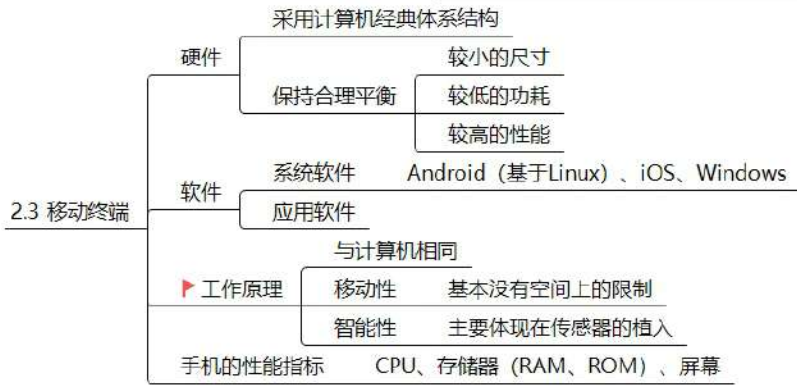 2.3 移动终端
硬件
采用计算机经典体系结构
保持合理平衡
较小的尺寸
较低的功耗
较高的性能
软件
系统软件 Android（基于Linux）、iOS、Windows
应用软件
工作原理
与计算机相同
移动性 基本没有空间上的限制
智能性 主要体现在传感器的植入
手机的性能指标 CPU、存储器（RAM、ROM）、屏幕